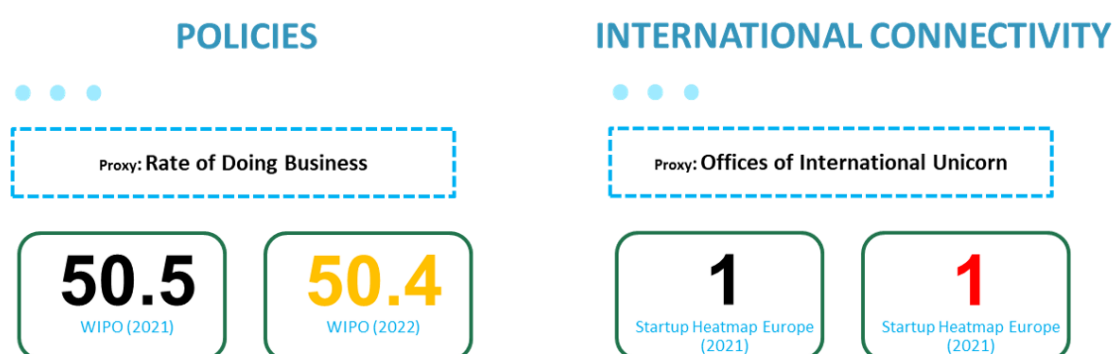 POLICIES
Proxy: Rate of Doing Business
50.5
WIPO (2021)
50.4
WIPO (2022)
INTERNATIONAL CONNECTIVITY
Proxy: Offices of International Unicorn
1
Startup Heatmap Europe
(2021)
1
Startup Heatmap Europe
(2021)